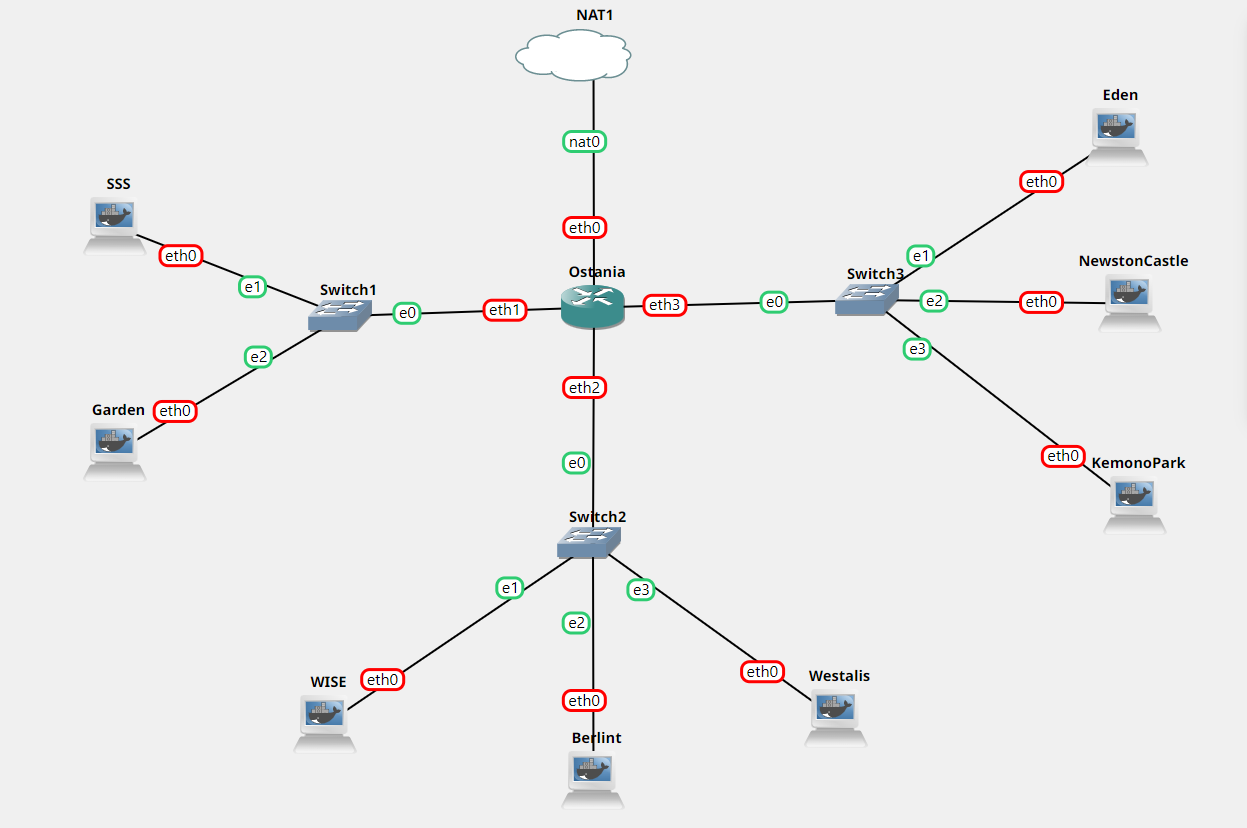 NAT1
nat0
Eden
eth0
SSS
eth0
eth0
e1
e1
NewstonCastle
Ostania
Switch3
Switch1
e0
eth1
eth3
e0
e2
eth0
e2
e3
eth2
Garden
eth0
eth0
KemonoPark
e0
Switch2
e1
e3
e2
WISE
eth0
eth0
Westalis
eth0
Berlint